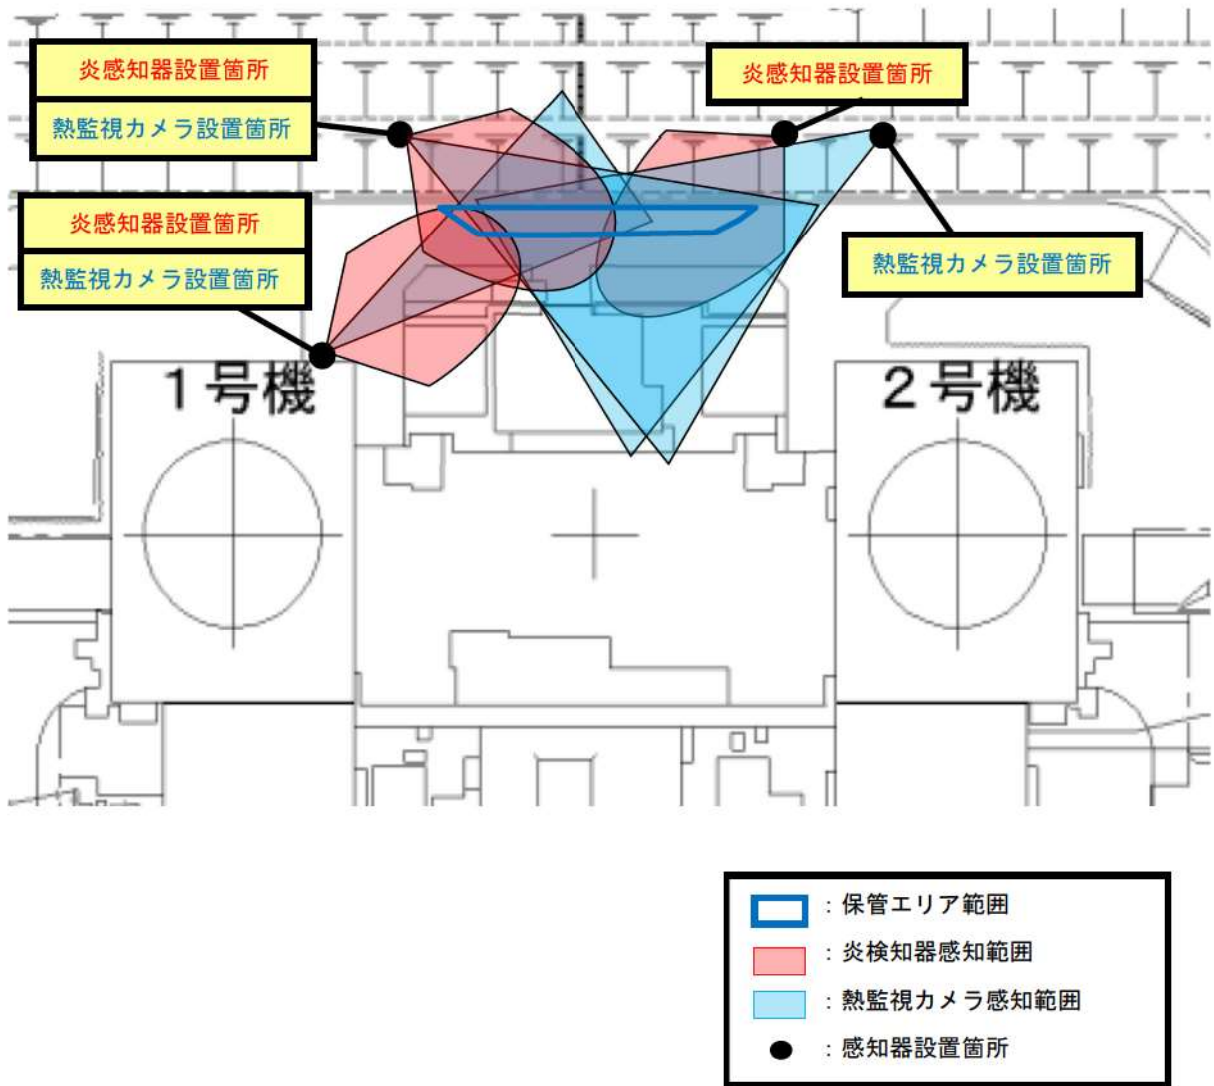 炎感知器設置箇所
熱監視カメラ設置箇所
炎感知器設置箇所
炎感知器設置箇所
熱監視カメラ設置箇所
熱監視カメラ設置箇所
1号機
2号機
:保管エリア範囲
:炎検知器感知範囲
:熱監視カメラ感知範囲
:感知器設置箇所